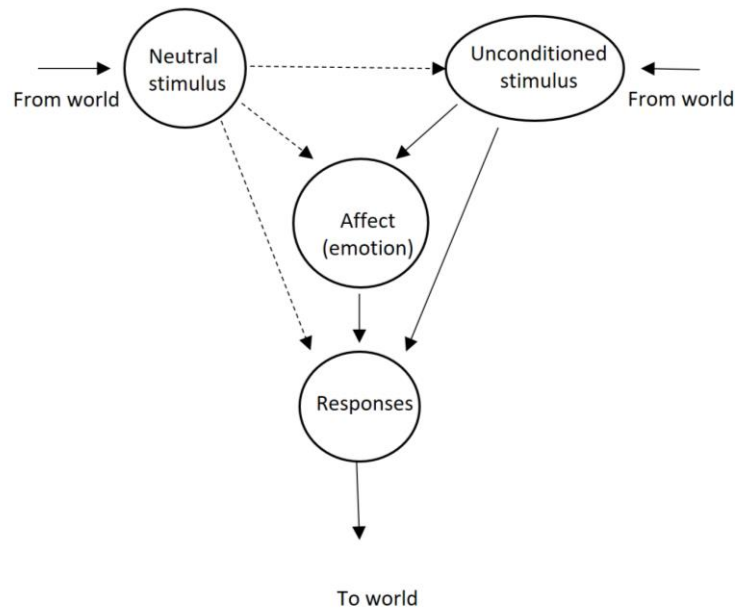 Neutral
stimulus
Unconditioned
stimulus
From world
From world
Affect
(emotion)
Responses
To world